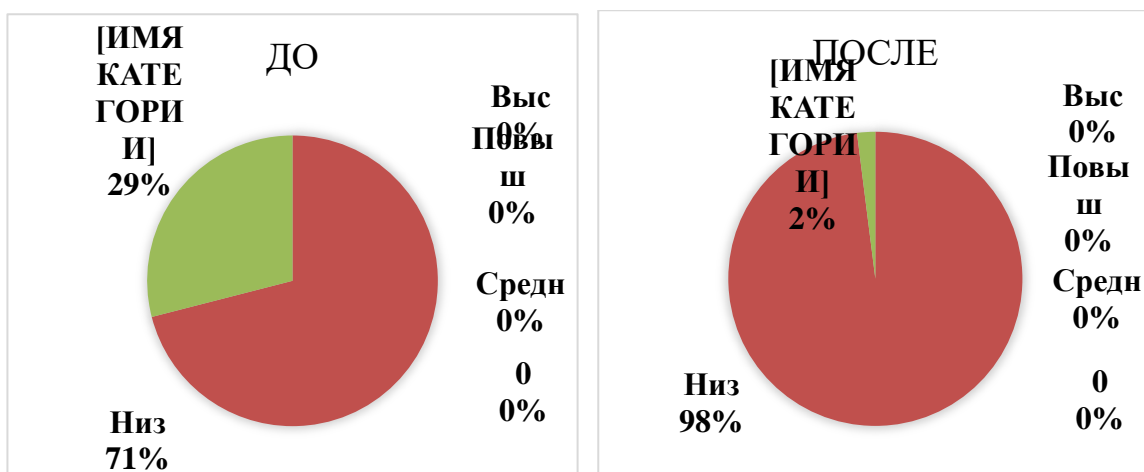 ДО
[ИМЯ
КАТЕ
ГОРИ
И]
29%
Выс
0%
Повы
ш
0%
Средн
0%
0
0%
Низ
71%
ПОСЛЕ
[ИМЯ
КАТЕ
ГОРИ
И]
2%
Выс
0%
Повы
ш
0%
Средн
0%
0
0%
Низ
98%